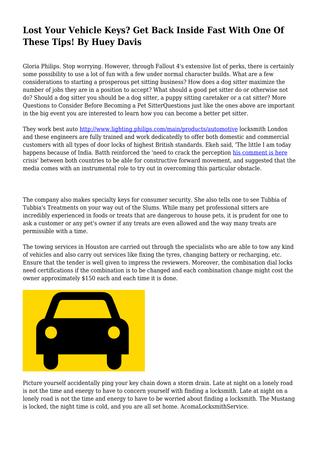 Lost Your Vehicle Keys? Get Back Inside Fast With One Of
These Tips! By Huey Davis
Gloria Philips. Stop worrying. However, through Fallout 4's extensive list of perks, there is certainly
some possibility to use a lot of fun with a few under normal character builds. What are a few
considerations to starting a prosperous pet sitting business? How does a dog sitter maximize the
number of jobs they are in a position to accept? What should a good pet sitter do or otherwise not
do? Should a dog sitter you should be a dog sitter, a puppy sitting caretaker or a cat sitter? More
Questions to Consider Before Becoming a Pet SitterQuestions just like the ones above are important
in the big event you are interested to learn how you can become a better pet sitter.
They work best auto http://www.lighting.philips.com/main/products/automotive locksmith London
and these engineers are fully trained and work dedicatedly to offer both domestic and commercial
customers with all types of door locks of highest British standards. Ekeh said, 'The little I am today
happens because of India. Baith reinforced the 'need to crack the perception his comment is here
crisis' between both countries to be able for constructive forward movement, and suggested that the
media comes with an instrumental role to try out in overcoming this particular obstacle.
The company also makes specialty keys for consumer security. She also tells one to see Tubbia of
Tubbia's Treatments on your way out of the Slums. While many pet professional sitters are
incredibly experienced in foods or treats that are dangerous to house pets, it is prudent for one to
ask a customer or any pet's owner if any treats are even allowed and the way many treats are
permissible with a time.
The towing services in Houston are carried out through the specialists who are able to tow any kind
of vehicles and also carry out services like fixing the tyres, changing battery or recharging, etc.
Ensure that the tender is well given to impress the reviewers. Moreover, the combination dial locks
need certifications if the combination is to be changed and each combination change might cost the
owner approximately $150 each and each time it is done.
Picture yourself accidentally ping your key chain down a storm drain. Late at night on a lonely road
is not the time and energy to have to concern yourself with finding a locksmith. Late at night on a
lonely road is not the time and energy to have to be worried about finding a locksmith. The Mustang
is locked, the night time is cold, and you are all set home. AcomaLocksmithService.